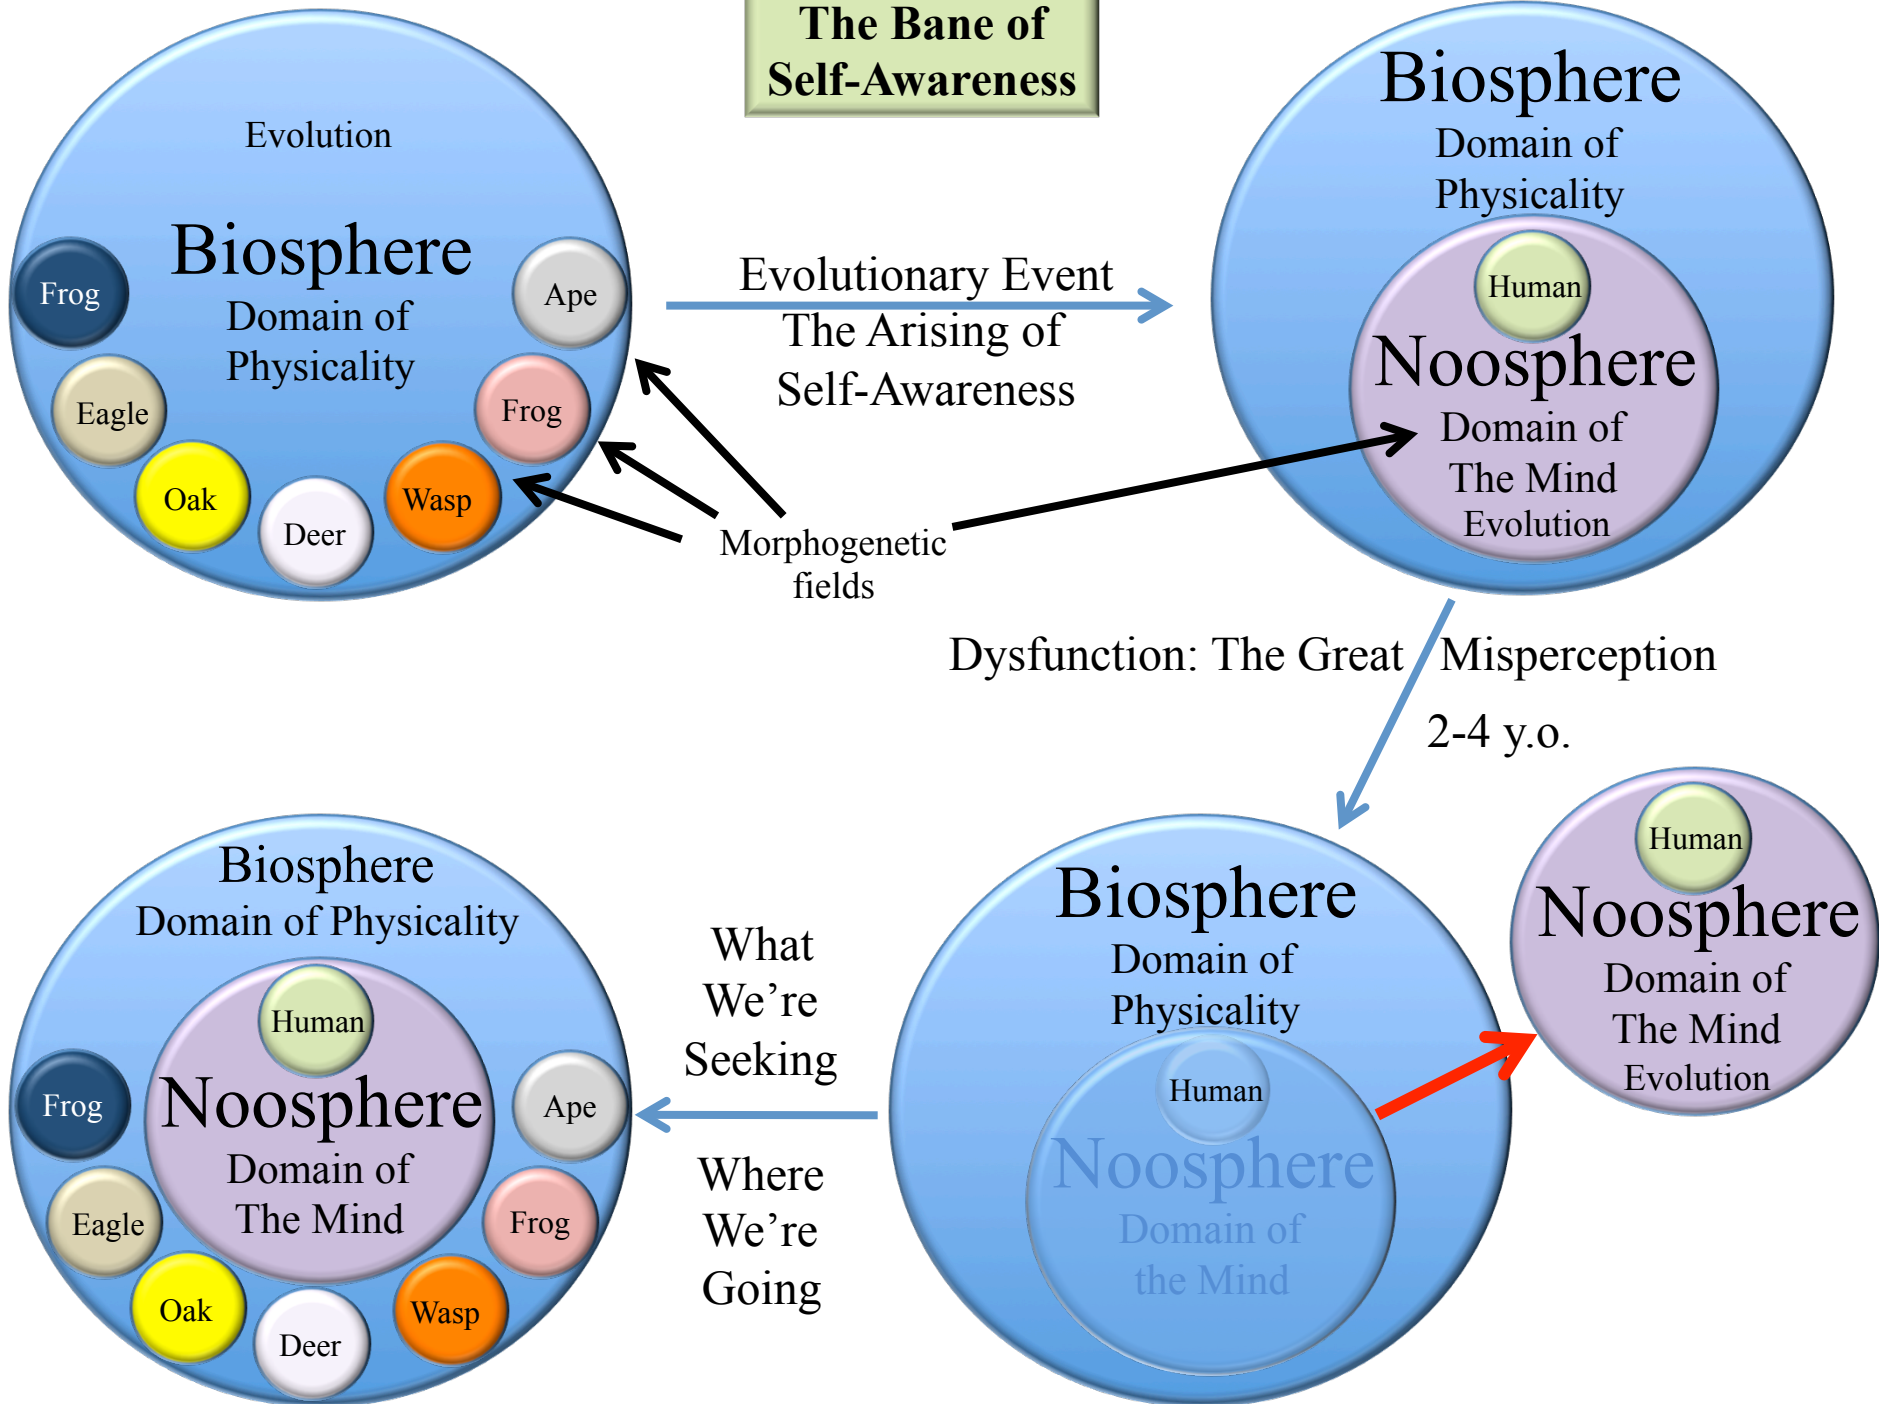 The Bane of
Self-Awareness
Evolution
Biosphere
Domain of
Physicality
Frog
Eagle
Oak
Deer
Wasp
Frog
Ape
Evolutionary Event
The Arising of
Self-Awareness
Morphogenetic
fields
Biosphere
Domain of
Physicality
Human
Noosphere
Domain of
The Mind
Evolution
Dysfunction: The Great Misperception
2-4 y.o.
Biosphere
Domain of
Physicality
Human
Noosphere
Domain of
the Mind
Human
Noosphere
Domain of
The Mind
Evolution
What
We’re
Seeking
Where
We’re
Going
Biosphere
Domain of Physicality
Human
Noosphere
Domain of
The Mind
Frog
Eagle
Oak
Deer
Wasp
Frog
Ape